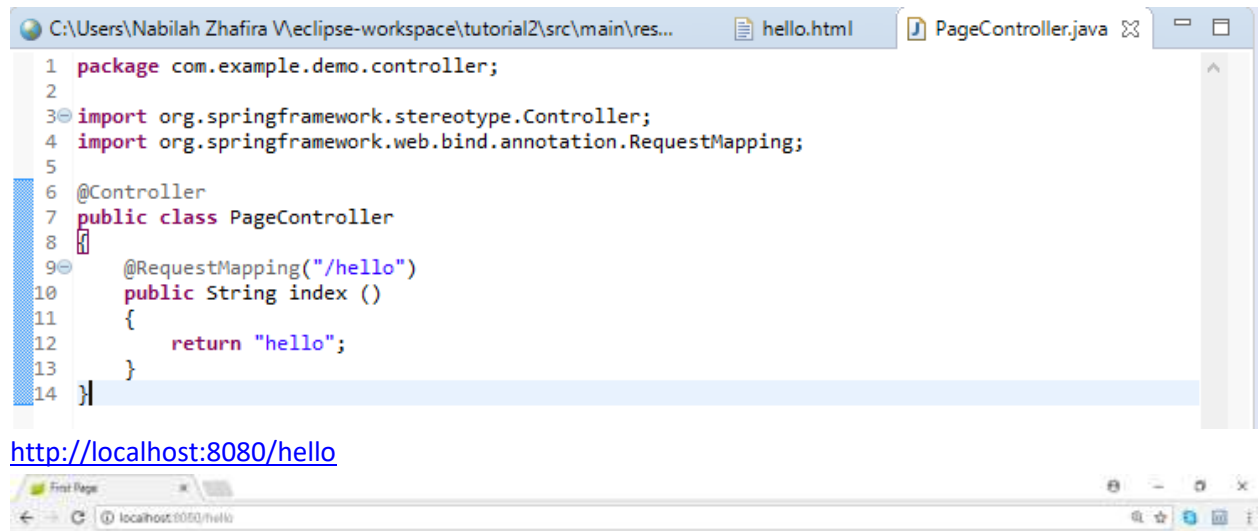 C:\Users\Nabilah Zhafira V\eclipse-workspace\tutorial2\src\main\res... hello.html PageController.java
1 package com.example.demo.controller;
2
3 import org.springframework.stereotype.Controller;
4 import org.springframework.web.bind.annotation.RequestMapping;
5
6 @Controller
7 public class PageController
8 {
9 @RequestMapping("/hello")
10 public String index ()
11 {
12 return "hello";
13 }
14 }
http://localhost:8080/hello
First Page
localhost:8080/hello